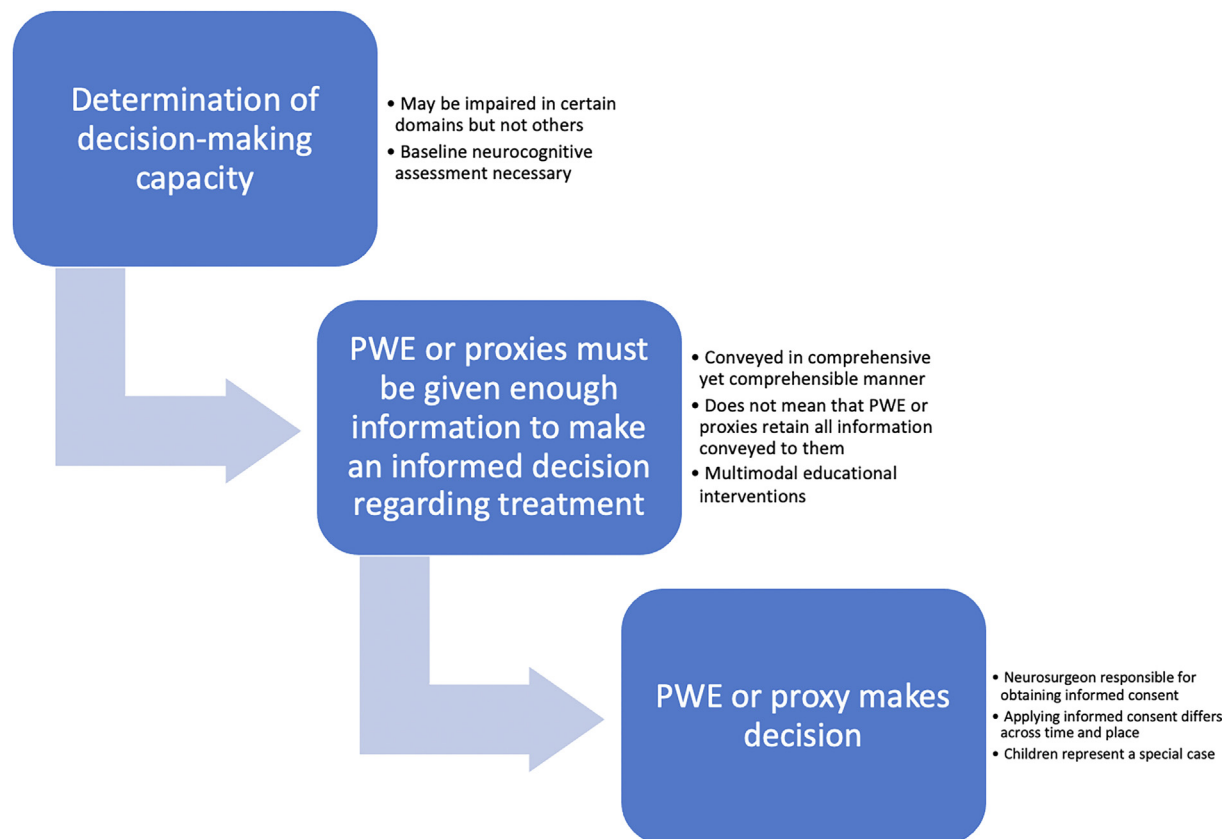 Determination of
decision-making
capacity
• May be impaired in certain
domains but not others
• Baseline neurocognitive
assessment necessary
PWE or proxies must
be given enough
information to make
an informed decision
regarding treatment
• Conveyed in comprehensive
yet comprehensible manner
• Does not mean that PWE or
proxies retain all information
conveyed to them
• Multimodal educational
interventions
PWE or proxy makes
decision
• Neurosurgeon responsible for
obtaining informed consent
• Applying informed consent differs
across time and place
• Children represent a special case